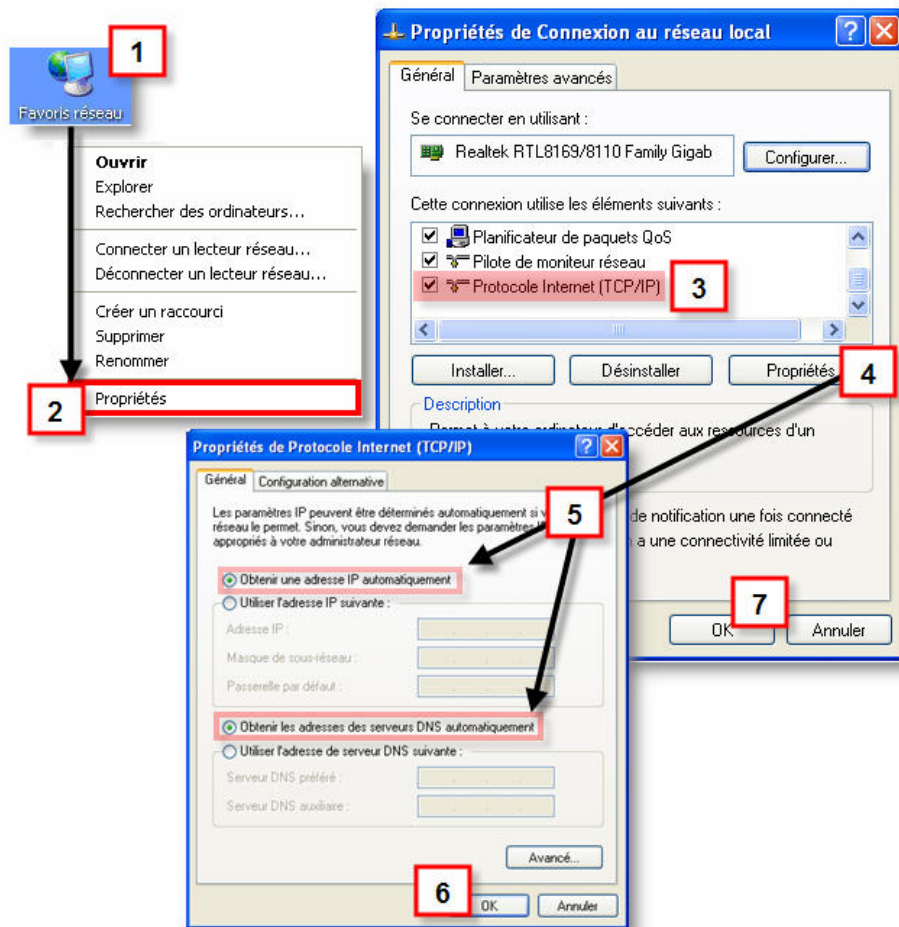 1
Favoris réseau
Ouvrir
Explorer
Rechercher des ordinateurs...
Connecter un lecteur réseau...
Déconnecter un lecteur réseau...
Créer un raccourci
Supprimer
Renommer
2
Propriétés
Propriétés de Connexion au réseau local
Général Paramètres avancés
Se connecter en utilisant :
Realtek RTL8169/8110 Family Gigab
Configurer...
Cette connexion utilise les éléments suivants :
Planificateur de paquets QoS
Pilote de moniteur réseau
Protocole Internet (TCP/IP)
3
Installer... Désinstaller Propriétés
4
Description
Permet à votre ordinateur d'accéder aux ressources d'un
de notification une fois connecté
a une connectivité limitée ou
7
OK Annuler
Propriétés de Protocole Internet (TCP/IP)
Général Configuration alternative
Les paramètres IP peuvent être déterminés automatiquement si
réseau le permet. Sinon, vous devez demander les paramètres
appropriés à votre administrateur réseau.
5
Obtenir une adresse IP automatiquement
Utiliser l'adresse IP suivante :
Adresse IP :
Masque de sous-réseau :
Passerelle par défaut :
Obtenir les adresses des serveurs DNS automatiquement
Utiliser l'adresse de serveur DNS suivante :
Serveur DNS préféré :
Serveur DNS auxiliaire :
Avancé...
6
OK Annuler